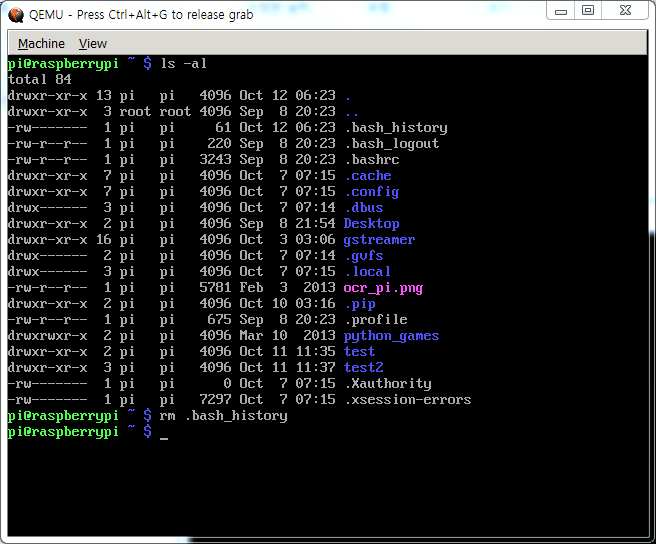 QEMU - Press Ctrl+Alt+G to release grab
Machine View
pi@raspberrypi ~ $ ls -al
total 84
drwxr-xr-x 13 pi   pi   4096 Oct 12 06:23 .
drwxr-xr-x  3 root root 4096 Sep  8 20:23 ..
-rw-------  1 pi   pi     61 Oct 12 06:23 .bash_history
-rw-r--r--  1 pi   pi    220 Sep  8 20:23 .bash_logout
-rw-r--r--  1 pi   pi   3243 Sep  8 20:23 .bashrc
drwxr-xr-x  7 pi   pi   4096 Oct  7 07:15 .cache
drwxr-xr-x  7 pi   pi   4096 Oct  7 07:15 .config
drwx------  3 pi   pi   4096 Oct  7 07:14 .dbus
drwxr-xr-x  2 pi   pi   4096 Sep  8 21:54 Desktop
drwxr-xr-x 16 pi   pi   4096 Oct  3 03:06 gstreamer
drwx------  2 pi   pi   4096 Oct  7 07:14 .gvfs
drwx------  3 pi   pi   4096 Oct  7 07:15 .local
-rw-r--r--  1 pi   pi   5781 Feb  3  2013 ocr_pi.png
drwxr-xr-x  2 pi   pi   4096 Oct 10 03:16 .pip
-rw-r--r--  1 pi   pi    675 Sep  8 20:23 .profile
drwxrwxr-x  2 pi   pi   4096 Mar 10  2013 python_games
drwxr-xr-x  2 pi   pi   4096 Oct 11 11:35 test
drwxr-xr-x  3 pi   pi   4096 Oct 11 11:37 test2
-rw-------  1 pi   pi      0 Oct  7 07:15 .Xauthority
-rw-------  1 pi   pi   7297 Oct  7 07:15 .xsession-errors
pi@raspberrypi ~ $ rm .bash_history
pi@raspberrypi ~ $ _